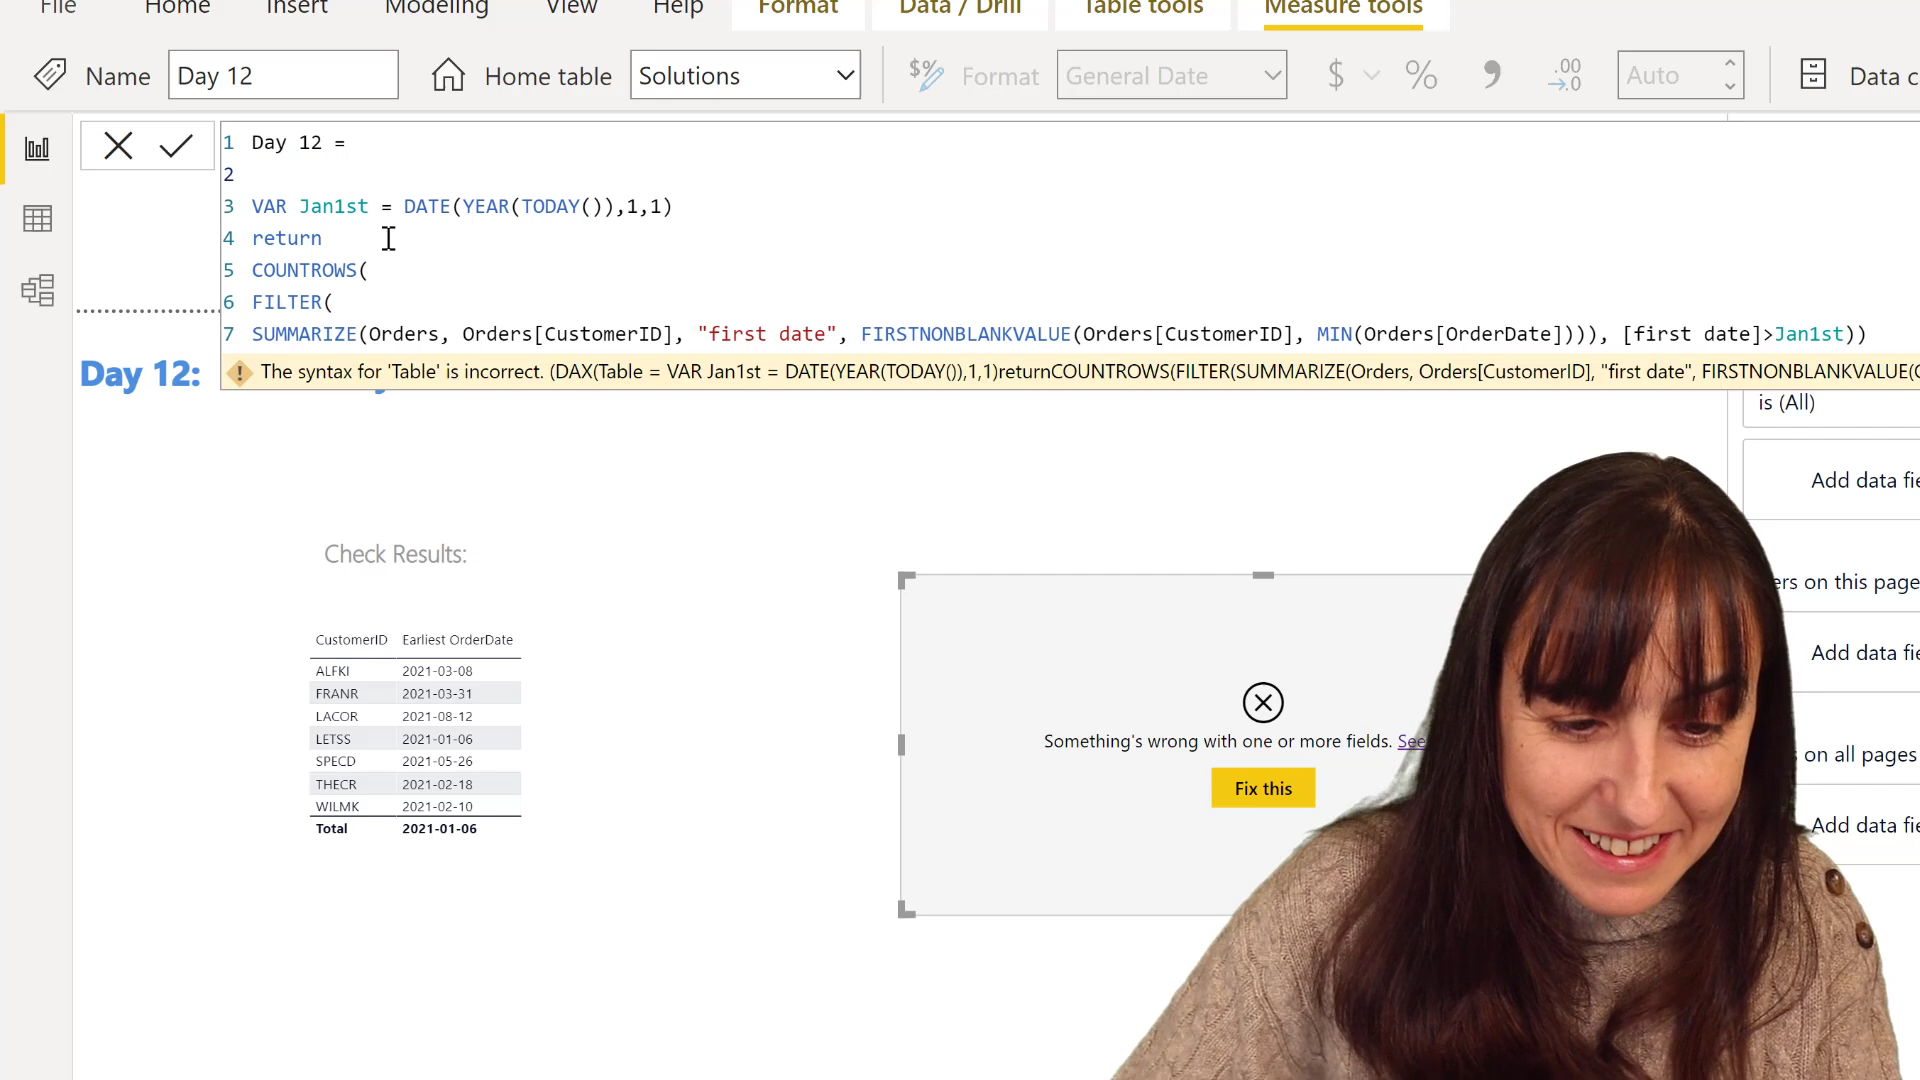 File Home Insert Modeling View Help Format Data / Drill Table tools Measure tools
Name Day 12 Home table Solutions Format General Date $ % Auto Data c
1 Day 12 =
2
3 VAR Jan1st = DATE(YEAR(TODAY()),1,1)
4 return
5 COUNTROWS(
6 FILTER(
7 SUMMARIZE(Orders, Orders[CustomerID], "first date", FIRSTNONBLANKVALUE(Orders[CustomerID], MIN(Orders[OrderDate]))), [first date]>Jan1st))
The syntax for 'Table' is incorrect. (DAX(Table = VAR Jan1st = DATE(YEAR(TODAY()),1,1)returnCOUNTROWS(FILTER(SUMMARIZE(Orders, Orders[CustomerID], "first date", FIRSTNONBLANKVALUE(
Day 12:
is (All)
Add data fie
Check Results:
ers on this page
CustomerID Earliest OrderDate
ALFKI 2021-03-08
FRANR 2021-03-31
LACOR 2021-08-12
LETSS 2021-01-06
SPECD 2021-05-26
THECR 2021-02-18
WILMK 2021-02-10
Total 2021-01-06
Something's wrong with one or more fields. See
Fix this
Add data fie
on all pages
Add data fie